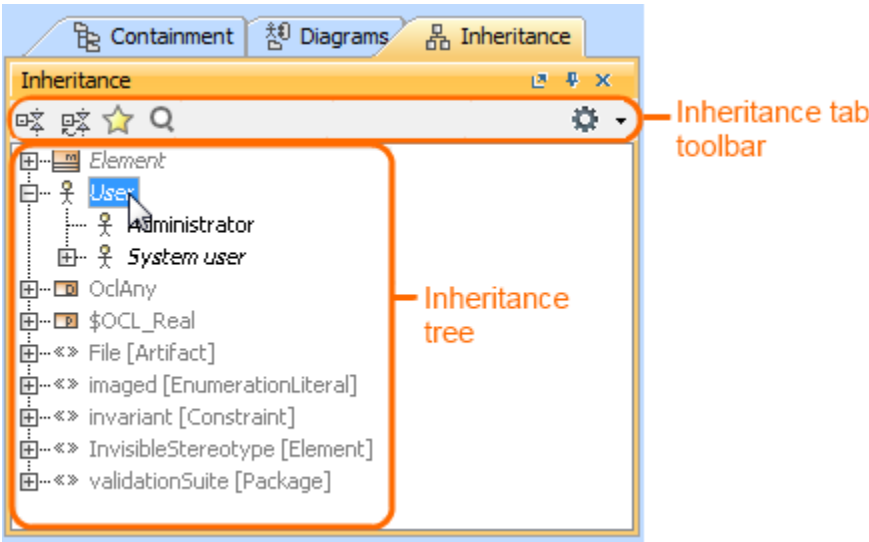 Containment Diagrams Inheritance
Inheritance
Inheritance tab
toolbar
Element
User
Administrator
System user
OclAny
Inheritance
tree
$OCL_Real
File [Artifact]
imaged [EnumerationLiteral]
invariant [Constraint]
InvisibleStereotype [Element]
validationSuite [Package]